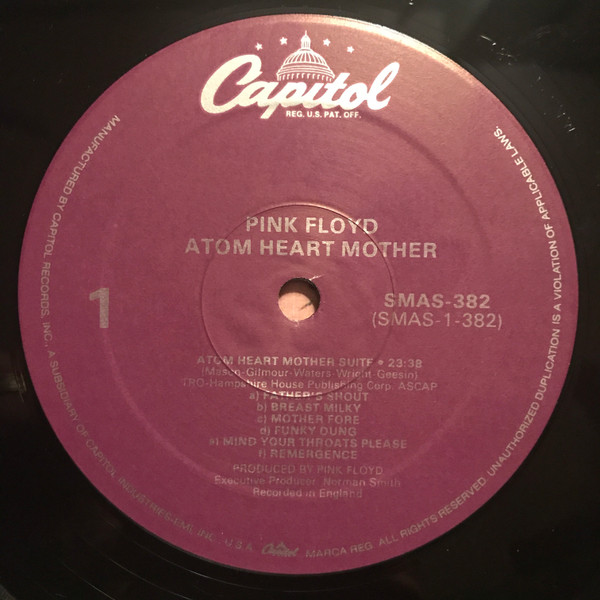 Capitol
REG. U.S. PAT. OFF.
PINK FLOYD
ATOM HEART MOTHER
1
SMAS-382
(SMAS-1-382)
ATOM HEART MOTHER SUITE • 23:38
(Mason-Gilmour-Waters-Wright-Geesin)
TRO-Hampshire House Publishing Corp. ASCAP
a) FATHER'S SHOUT
b) BREAST MILKY
c) MOTHER FORE
d) FUNKY DUNG
e) MIND YOUR THROATS PLEASE
f) REMERGENCE
PRODUCED BY PINK FLOYD
Executive Producer: Norman Smith
Recorded in England
MANUFACTURED BY CAPITOL RECORDS, INC., A SUBSIDIARY OF CAPITOL INDUSTRIES-EMI, INC. U.S.A. Capitol MARCA REG. ALL RIGHTS RESERVED. UNAUTHORIZED DUPLICATION IS A VIOLATION OF APPLICABLE LAWS.